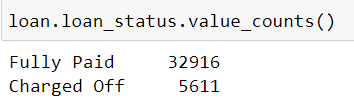 loan.loan_status.value_counts()
Fully Paid     32916
Charged Off     5611